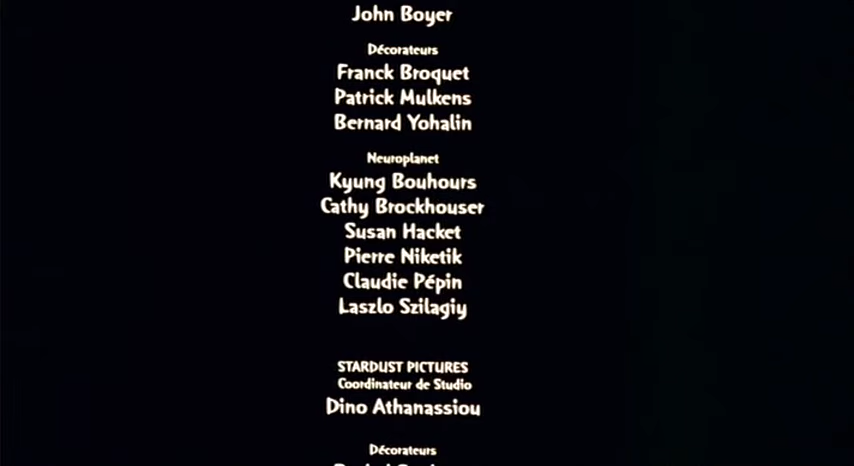 John Boyer
Décorateurs
Franck Broquet
Patrick Mulkens
Bernard Yohalin
Neuroplanet
Kyung Bouhours
Cathy Brockhouser
Susan Hacket
Pierre Niketik
Claudie Pépin
Laszlo Szilagiy
STARDUST PICTURES
Coordinateur de Studio
Dino Athanassiou
Décorateurs